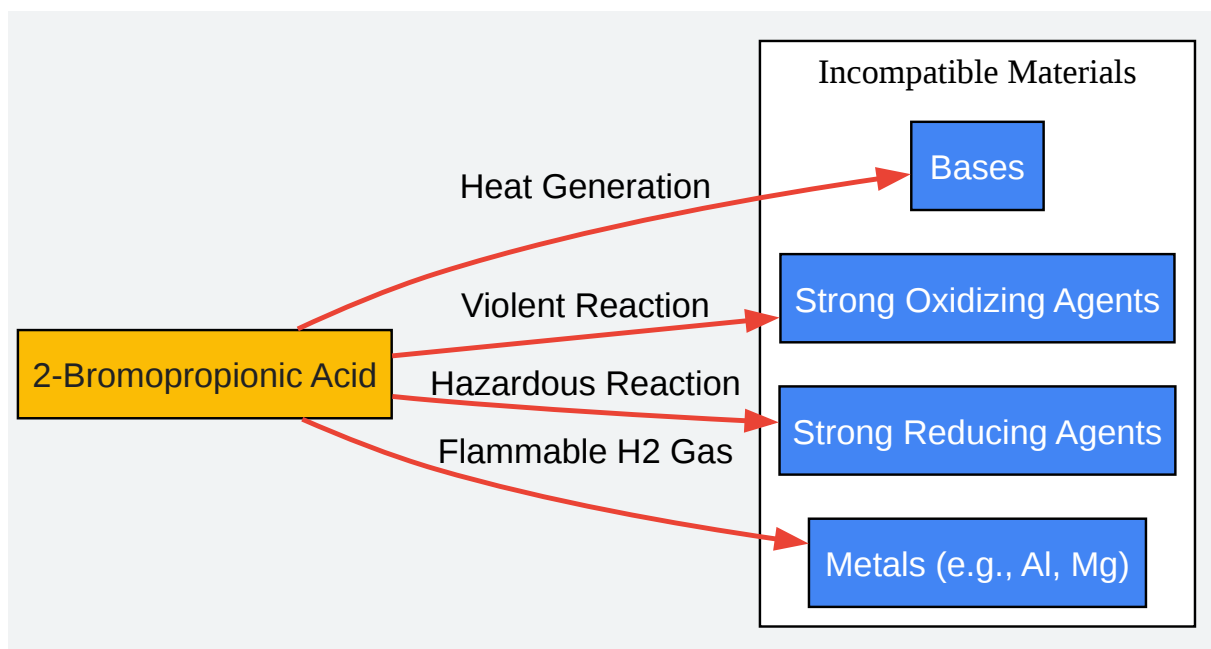 Incompatible Materials
Bases
Heat Generation
Strong Oxidizing Agents
Violent Reaction
2-Bromopropionic Acid
Hazardous Reaction
Strong Reducing Agents
Flammable H2 Gas
Metals (e.g., Al, Mg)